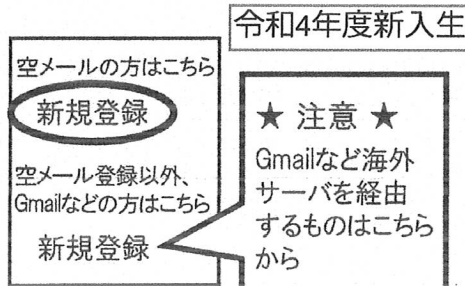 令和4年度新入生
空メールの方はこちら
新規登録
空メール登録以外、
Gmailなどの方はこちら
新規登録
★ 注意 ★
Gmailなど海外
サーバを経由
するものはこちら
から